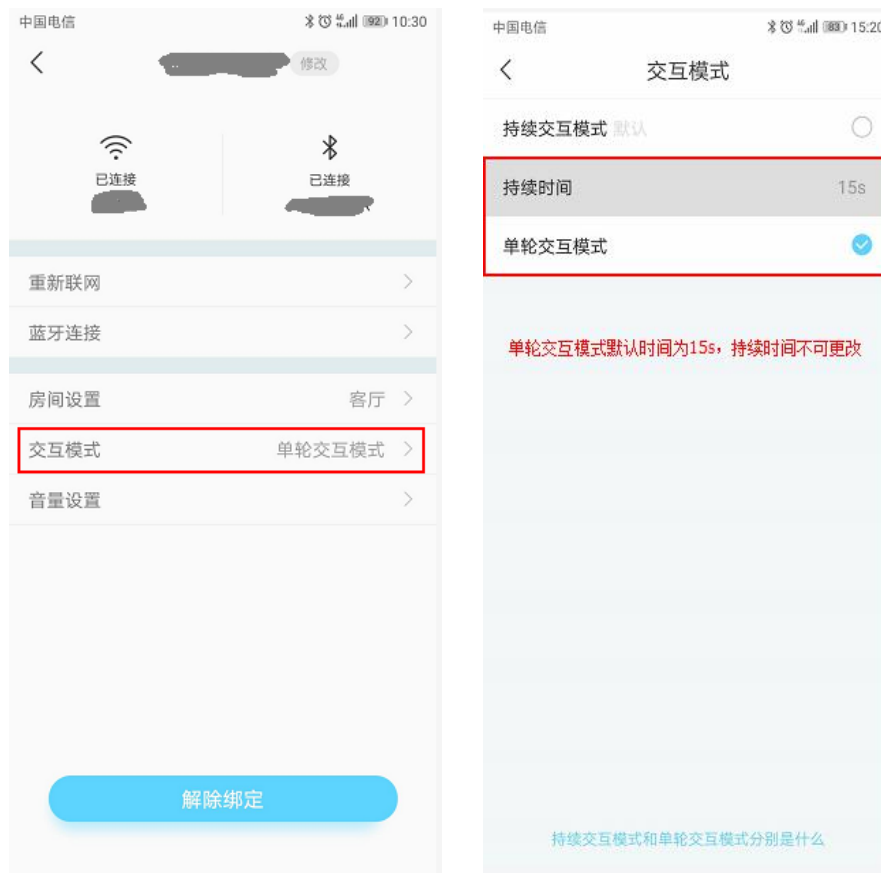 中国电信
92 10:30
修改
已连接
已连接
重新联网
蓝牙连接
房间设置 客厅
交互模式 单轮交互模式
音量设置
解除绑定
中国电信
83 15:20
交互模式
持续交互模式 默认
持续时间 15s
单轮交互模式
单轮交互模式默认时间为15s，持续时间不可更改
持续交互模式和单轮交互模式分别是什么